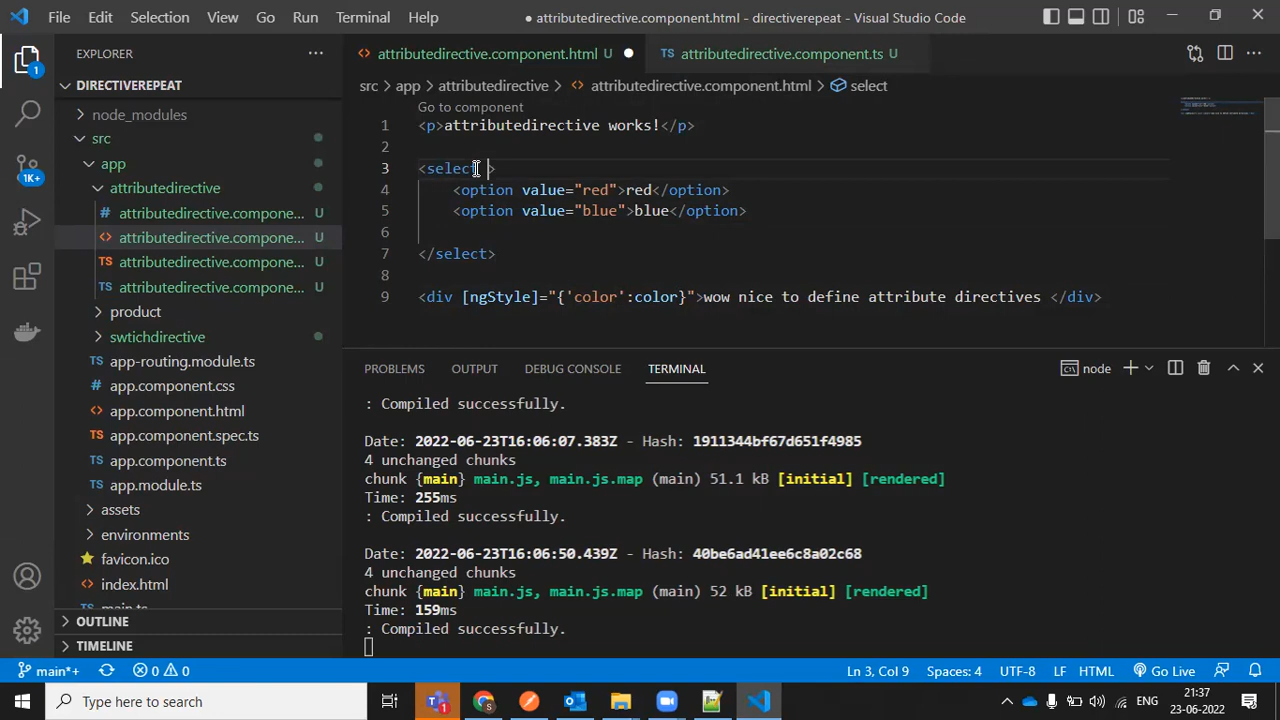 File Edit Selection View Go Run Terminal Help ● attributedirective.component.html - directiverepeat - Visual Studio Code
EXPLORER
DIRECTIVEREPEAT
node_modules
src
app
attributedirective
# attributedirective.compone... U
<> attributedirective.compone... U
TS attributedirective.compone... U
TS attributedirective.compone... U
product
swtichdirective
TS app-routing.module.ts
# app.component.css
<> app.component.html
TS app.component.spec.ts
TS app.component.ts
TS app.module.ts
assets
environments
favicon.ico
<> index.html
OUTLINE
TIMELINE
1
1K+
<> attributedirective.component.html U ● TS attributedirective.component.ts U
src > app > attributedirective > <> attributedirective.component.html > select
Go to component
1 <p>attributedirective works!</p>
2
3 <select >
4 <option value="red">red</option>
5 <option value="blue">blue</option>
6
7 </select>
8
9 <div [ngStyle]="{'color':color}">wow nice to define attribute directives </div>
PROBLEMS OUTPUT DEBUG CONSOLE TERMINAL node
: Compiled successfully.
Date: 2022-06-23T16:06:07.383Z - Hash: 1911344bf67d651f4985
4 unchanged chunks
chunk {main} main.js, main.js.map (main) 51.1 kB [initial] [rendered]
Time: 255ms
: Compiled successfully.
Date: 2022-06-23T16:06:50.439Z - Hash: 40be6ad41ee6c8a02c68
4 unchanged chunks
chunk {main} main.js, main.js.map (main) 52 kB [initial] [rendered]
Time: 159ms
: Compiled successfully.
main*+ 0 0 Ln 3, Col 9 Spaces: 4 UTF-8 LF HTML Go Live
Type here to search
ENG
21:37
23-06-2022